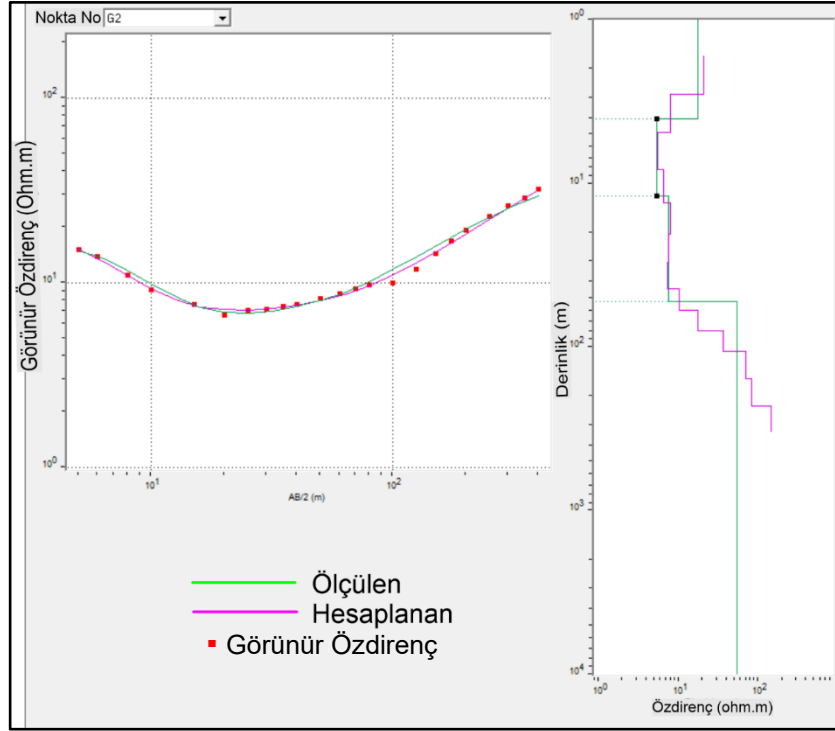 Nokta No G2
10²
10¹
10⁰
Görünür Özdirenç (Ohm.m)
10¹
10²
AB/2 (m)
Ölçülen
Hesaplanan
Görünür Özdirenç
10⁰
10¹
10²
10³
10⁴
Derinlik (m)
10⁰
10¹
10²
Özdirenç (ohm.m)